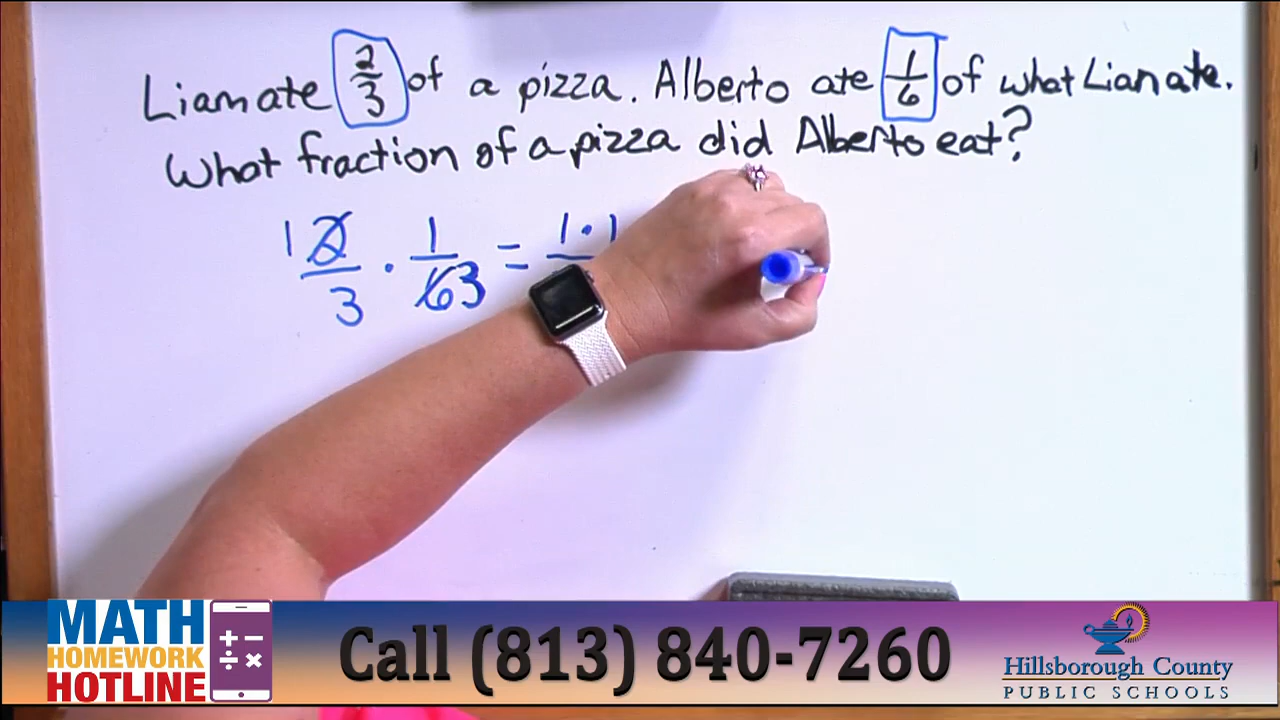 Liam ate 2/3 of a pizza. Alberto ate 1/6 of what Lian ate.
What fraction of a pizza did Alberto eat?
1 2/3 · 1/6 3 = 1·1
MATH
HOMEWORK
HOTLINE
+ −
÷ ×
Call (813) 840-7260
Hillsborough County
PUBLIC SCHOOLS